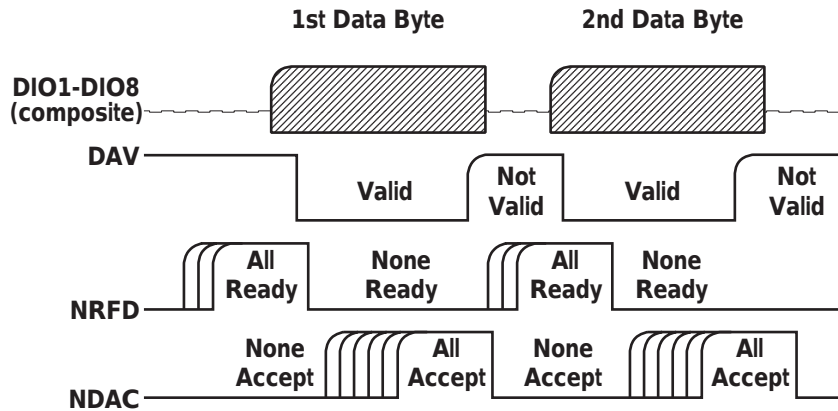 1st Data Byte 2nd Data Byte
DIO1-DIO8
(composite)
DAV
Valid
Not
Valid
Valid
Not
Valid
All
Ready
None
Ready
All
Ready
None
Ready
NRFD
None
Accept
All
Accept
None
Accept
All
Accept
NDAC